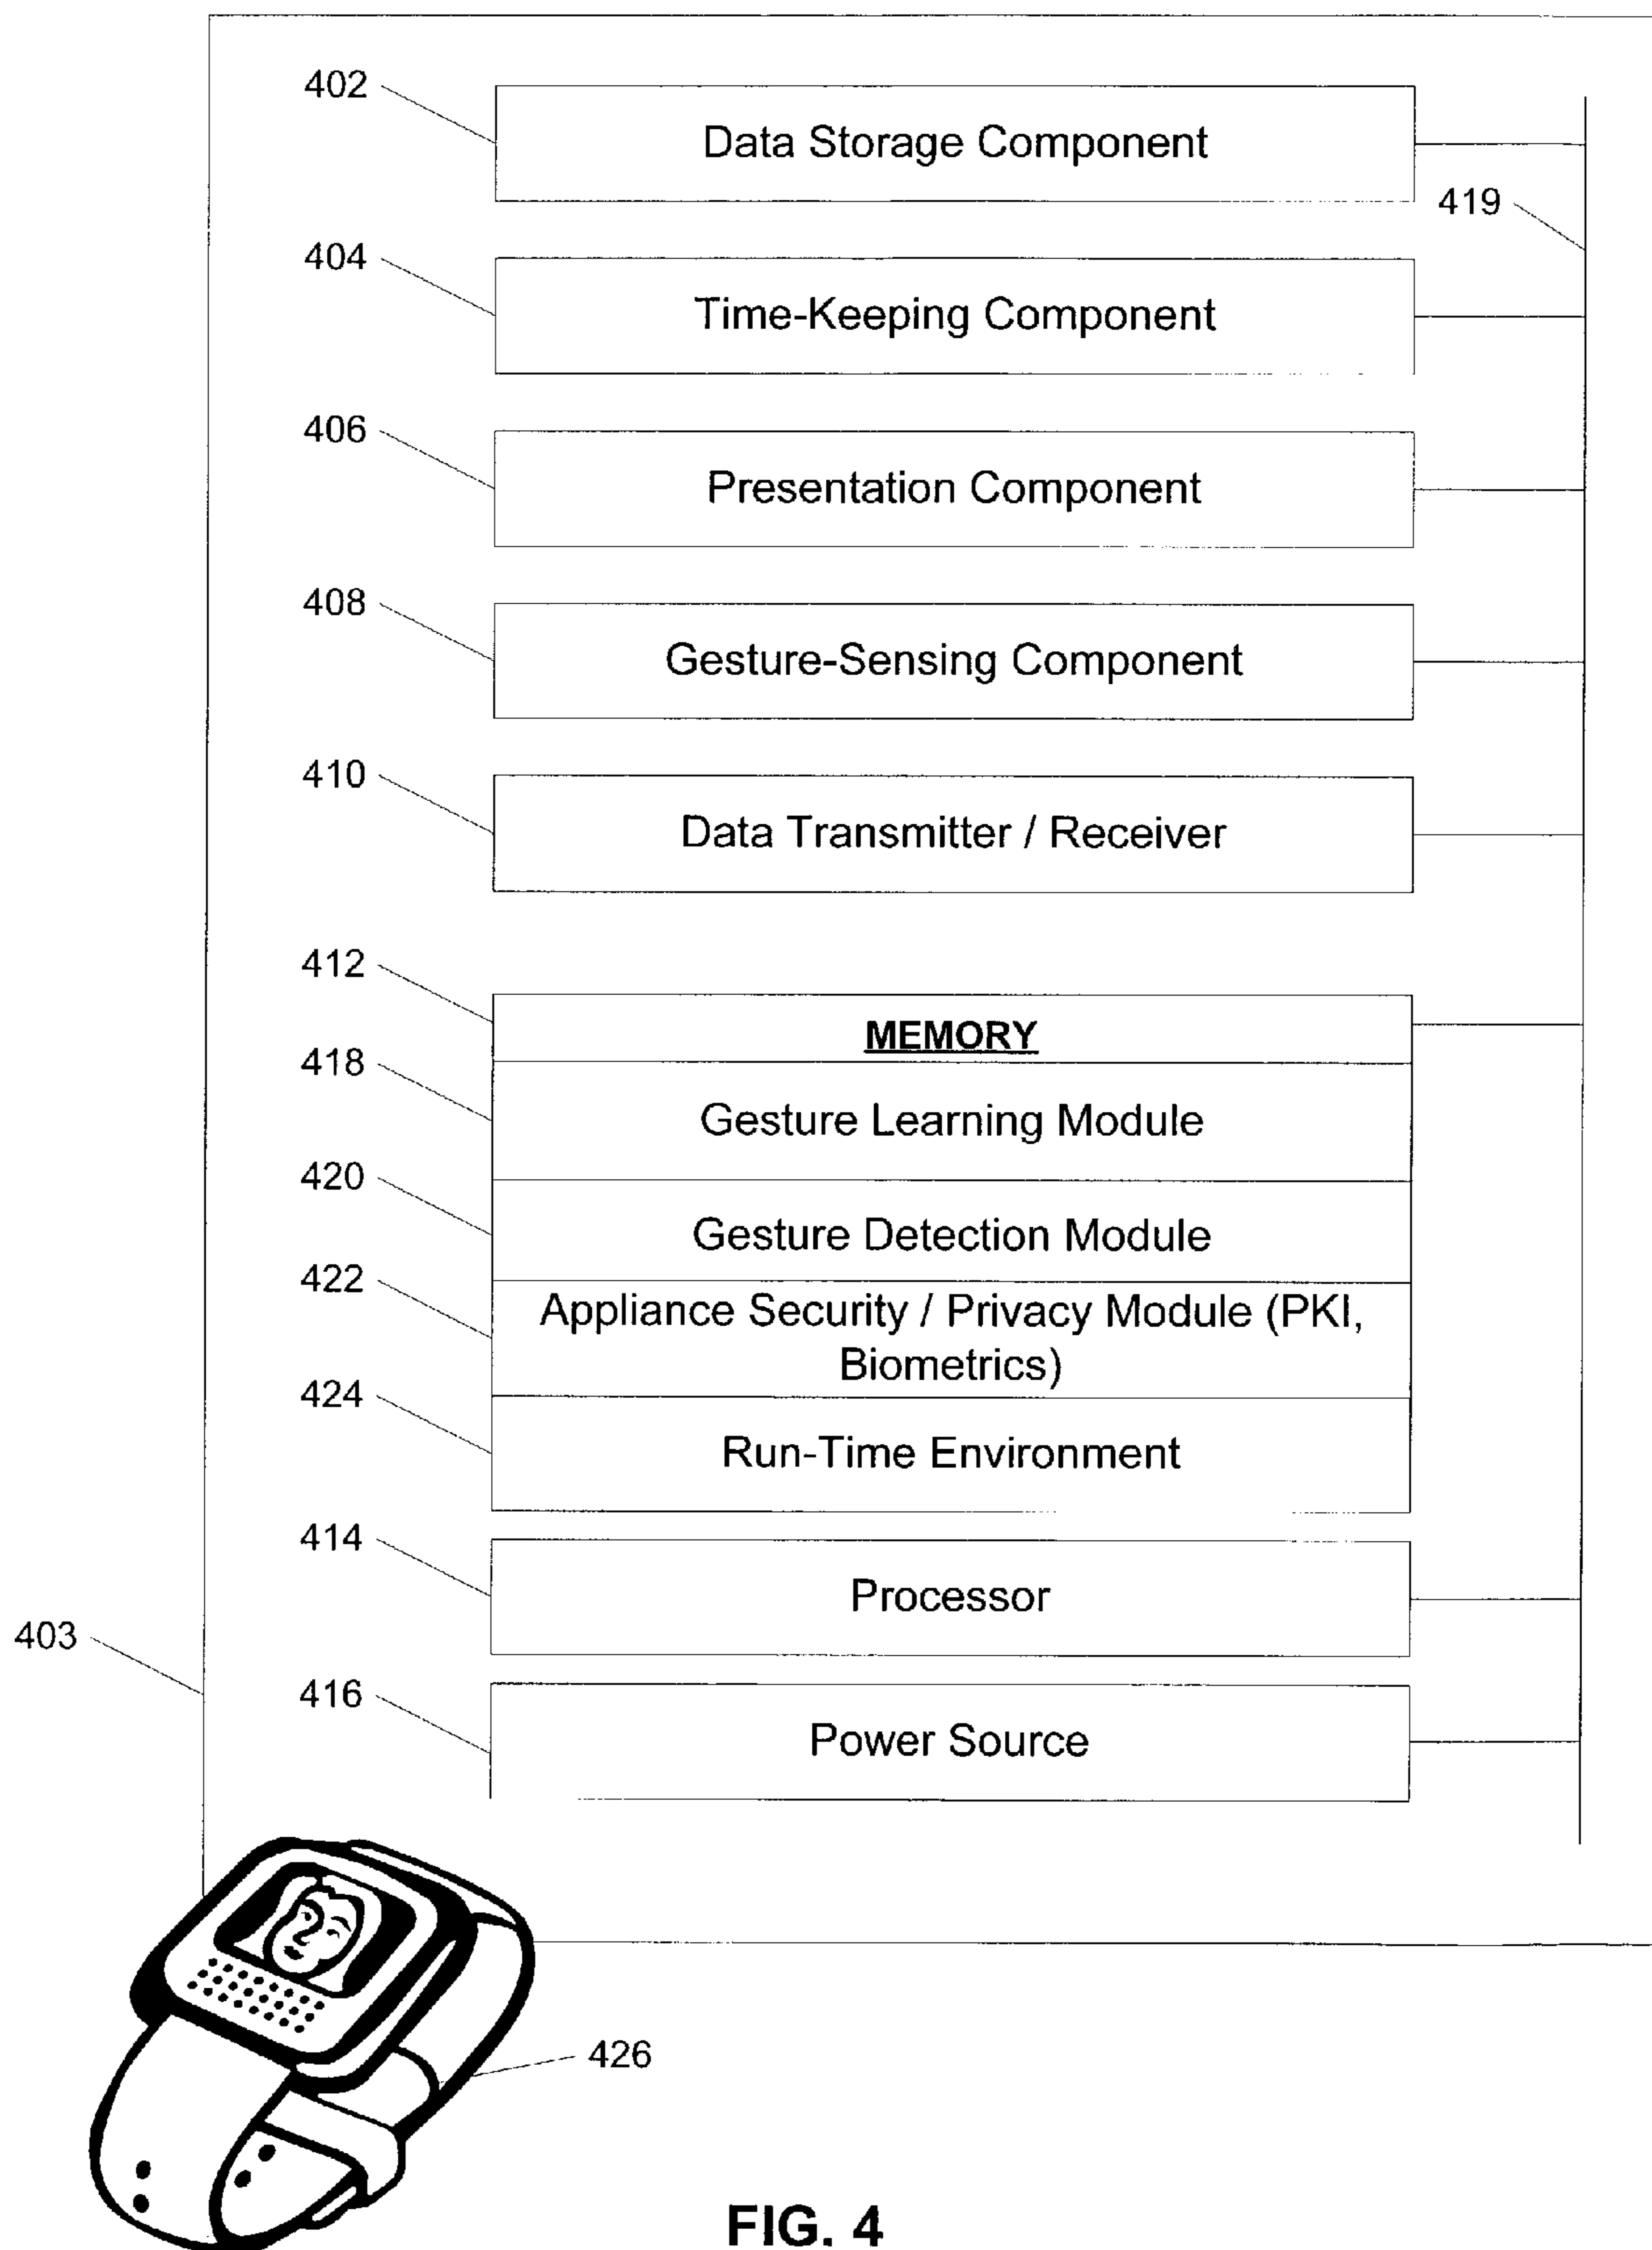 402
Data Storage Component
419
404
Time-Keeping Component
406
Presentation Component
408
Gesture-Sensing Component
410
Data Transmitter / Receiver
412
MEMORY
418
Gesture Learning Module
420
Gesture Detection Module
422
Appliance Security / Privacy Module (PKI,
Biometrics)
424
Run-Time Environment
414
Processor
403
416
Power Source
426
FIG. 4